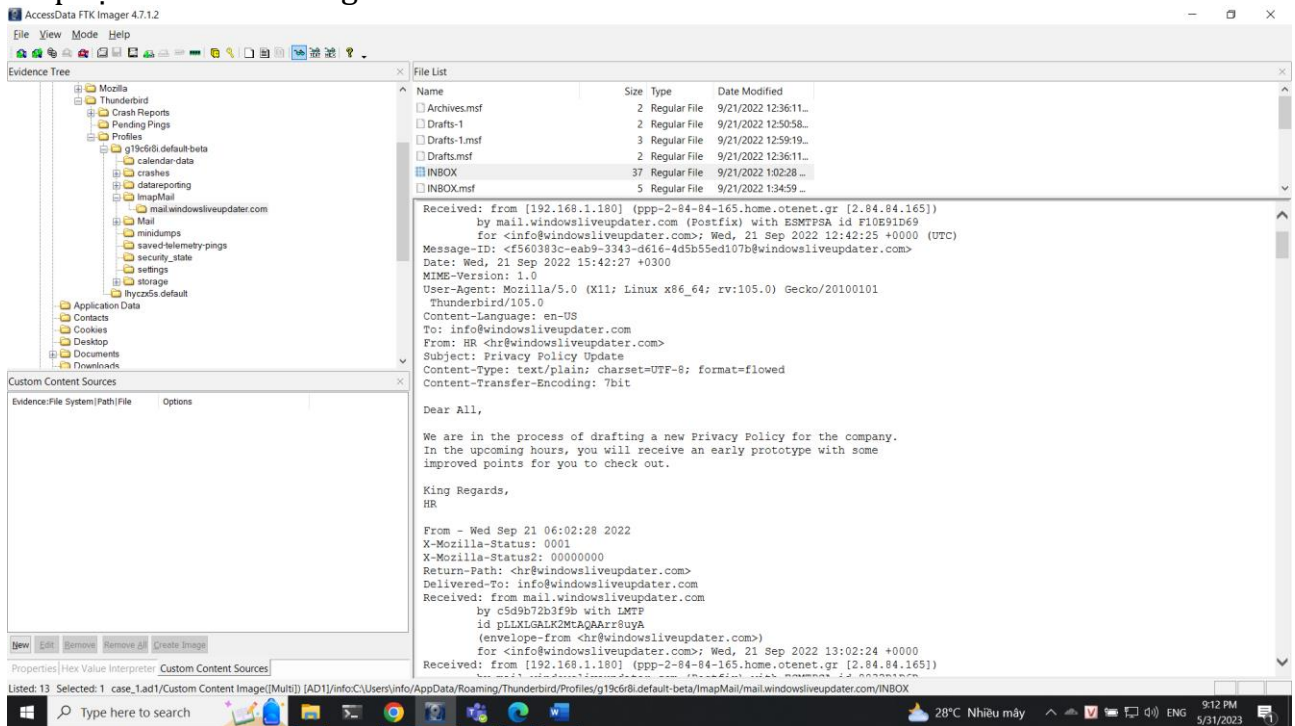 AccessData FTK Imager 4.7.1.2
File View Mode Help
Evidence Tree
Mozilla
Thunderbird
Crash Reports
Pending Pings
Profiles
g19c6r8i.default-beta
calendar-data
crashes
datareporting
ImapMail
mail.windowsliveupdater.com
Mail
minidumps
saved-telemetry-pings
security_state
settings
storage
lhyczx5s.default
Application Data
Contacts
Cookies
Desktop
Documents
Downloads
Custom Content Sources
Evidence:File System|Path|File Options
New Edit Remove Remove All Create Image
Properties Hex Value Interpreter Custom Content Sources
File List
Name Size Type Date Modified
Archives.msf 2 Regular File 9/21/2022 12:36:11...
Drafts-1 2 Regular File 9/21/2022 12:50:58...
Drafts-1.msf 3 Regular File 9/21/2022 12:59:19...
Drafts.msf 2 Regular File 9/21/2022 12:36:11...
INBOX 37 Regular File 9/21/2022 1:02:28 ...
INBOX.msf 5 Regular File 9/21/2022 1:34:59 ...
Received: from [192.168.1.180] (ppp-2-84-84-165.home.otenet.gr [2.84.84.165])
by mail.windowsliveupdater.com (Postfix) with ESMTPSA id F10E91D69
for <info@windowsliveupdater.com>; Wed, 21 Sep 2022 12:42:25 +0000 (UTC)
Message-ID: <f560383c-eab9-3343-d616-4d5b55ed107b@windowsliveupdater.com>
Date: Wed, 21 Sep 2022 15:42:27 +0300
MIME-Version: 1.0
User-Agent: Mozilla/5.0 (X11; Linux x86_64; rv:105.0) Gecko/20100101
Thunderbird/105.0
Content-Language: en-US
To: info@windowsliveupdater.com
From: HR <hr@windowsliveupdater.com>
Subject: Privacy Policy Update
Content-Type: text/plain; charset=UTF-8; format=flowed
Content-Transfer-Encoding: 7bit
Dear All,
We are in the process of drafting a new Privacy Policy for the company.
In the upcoming hours, you will receive an early prototype with some
improved points for you to check out.
King Regards,
HR
From - Wed Sep 21 06:02:28 2022
X-Mozilla-Status: 0001
X-Mozilla-Status2: 00000000
Return-Path: <hr@windowsliveupdater.com>
Delivered-To: info@windowsliveupdater.com
Received: from mail.windowsliveupdater.com
by c5d9b72b3f9b with LMTP
id pLLXLGALK2MtAQAArr8uyA
(envelope-from <hr@windowsliveupdater.com>)
for <info@windowsliveupdater.com>; Wed, 21 Sep 2022 13:02:24 +0000
Received: from [192.168.1.180] (ppp-2-84-84-165.home.otenet.gr [2.84.84.165])
Listed: 13 Selected: 1 case_1.ad1/Custom Content Image([Multi]) [AD1]/info:C:\Users\info/AppData/Roaming/Thunderbird/Profiles/g19c6r8i.default-beta/ImapMail/mail.windowsliveupdater.com/INBOX
Type here to search 28°C Nhiều mây ENG 9:12 PM
5/31/2023